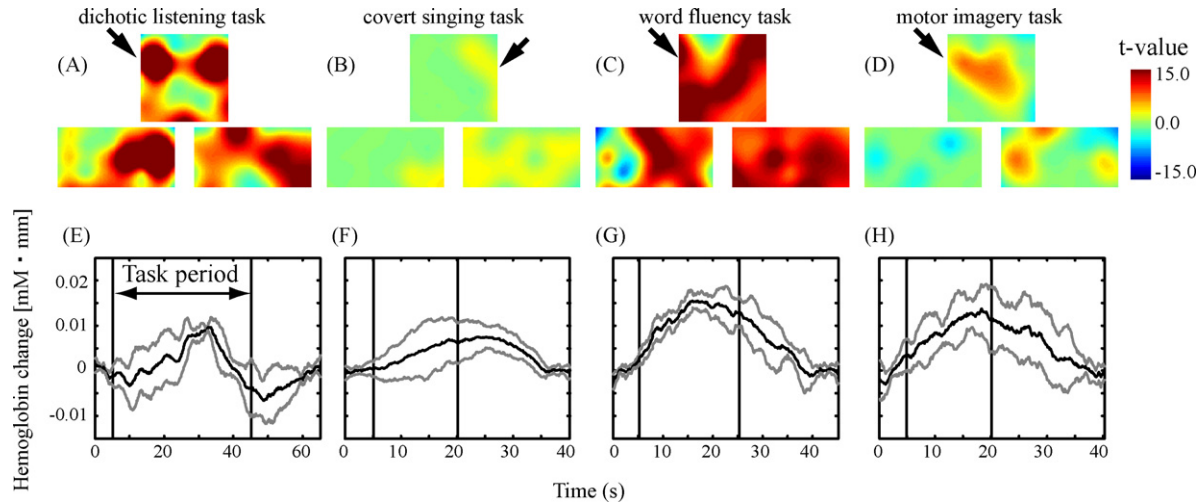 dichotic listening task
covert singing task
word fluency task
motor imagery task
t-value
(A)
(B)
(C)
(D)
15.0
0.0
-15.0
(E)
(F)
(G)
(H)
Hemoglobin change [mM・mm]
Task period
0.02
0.01
0
-0.01
0 20 40 60
0 10 20 30 40
0 10 20 30 40
0 10 20 30 40
Time (s)